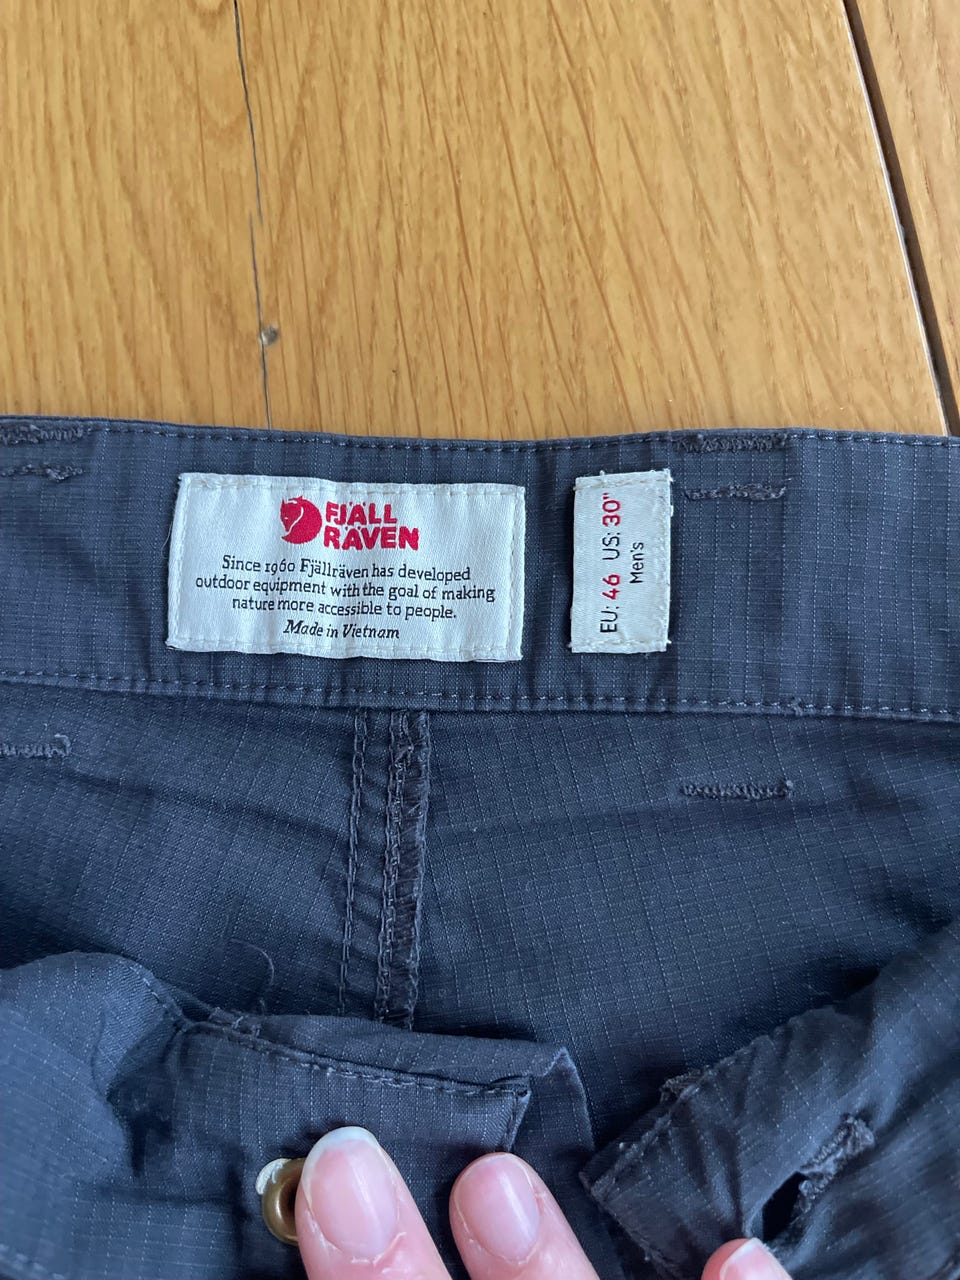 FJÄLL
RÄVEN
Since 1960 Fjällräven has developed
outdoor equipment with the goal of making
nature more accessible to people.
Made in Vietnam
EU: 46 US: 30"
Men's